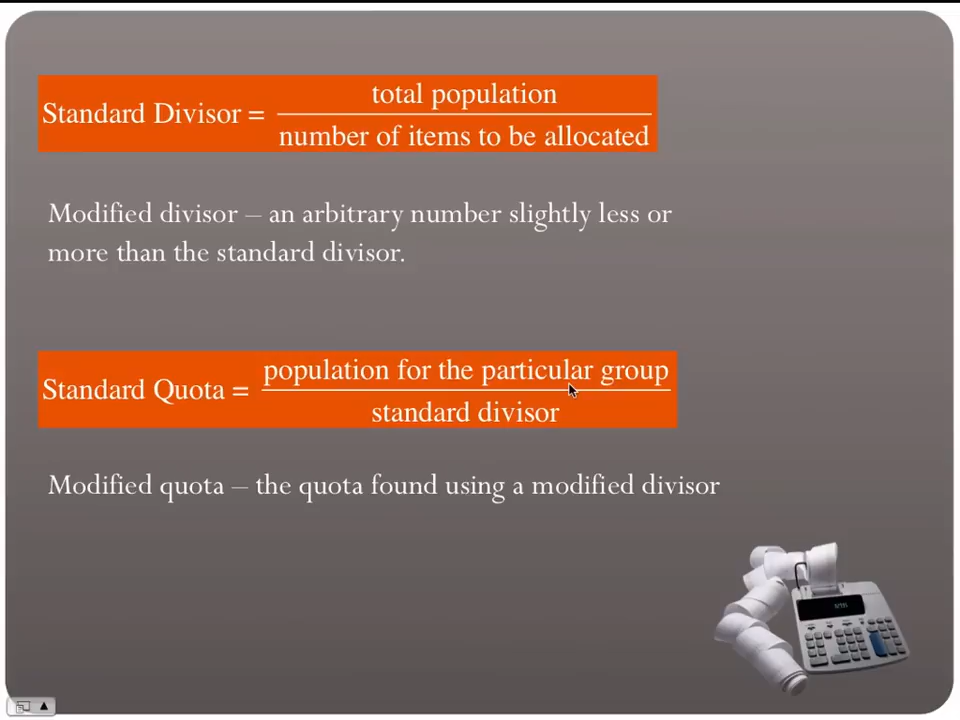 total population
Standard Divisor =
number of items to be allocated
Modified divisor – an arbitrary number slightly less or
more than the standard divisor.
population for the particular group
Standard Quota =
standard divisor
Modified quota – the quota found using a modified divisor